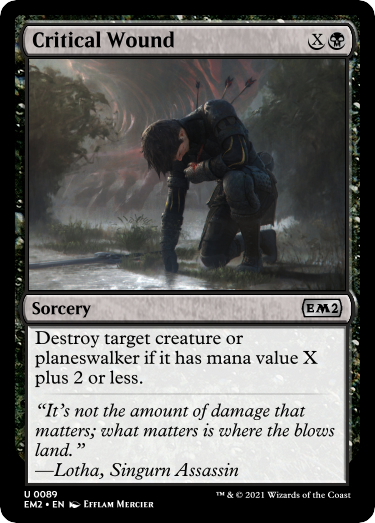 Critical Wound X
Sorcery EM2
Destroy target creature or
planeswalker if it has mana value X
plus 2 or less.
“It’s not the amount of damage that
matters; what matters is where the blows
land.”
—Lotha, Singurn Assassin
U 0089
EM2 • EN Efflam Mercier ™ & © 2021 Wizards of the Coast